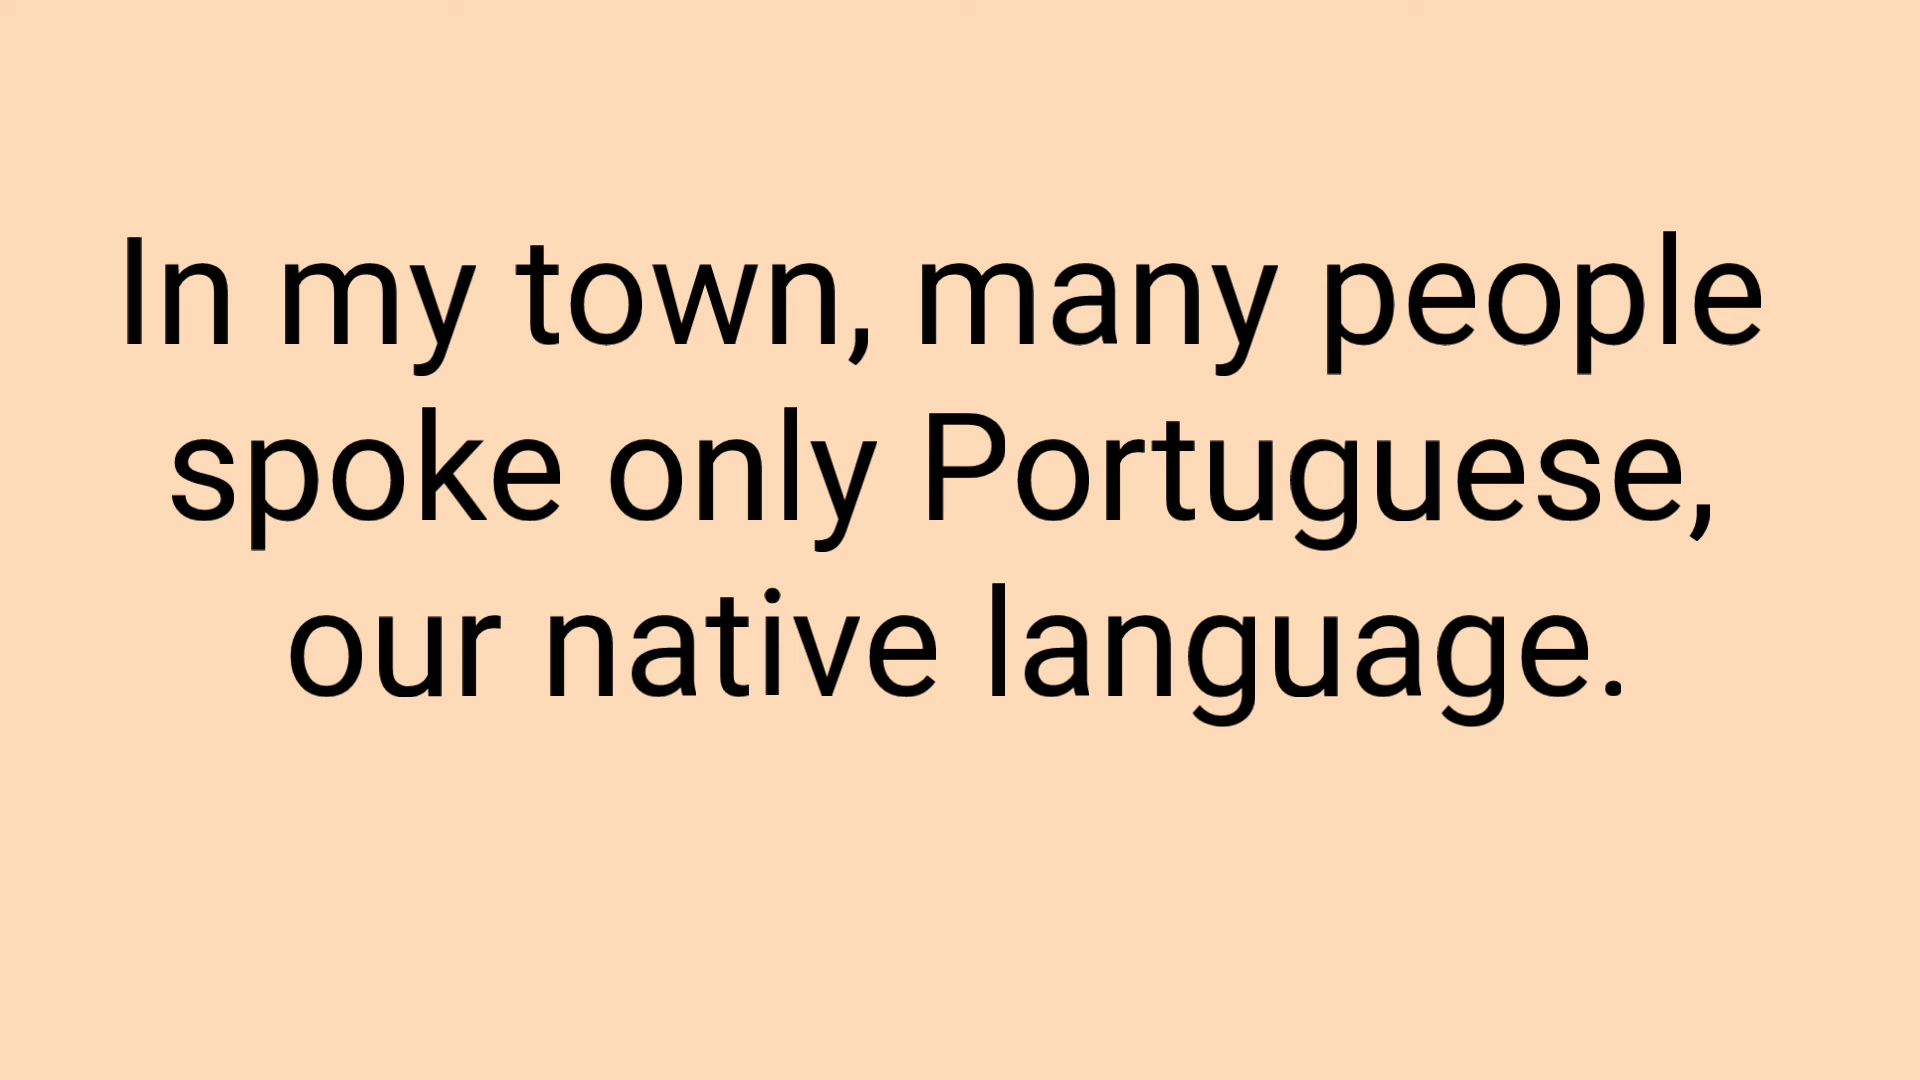 In my town, many people
spoke only Portuguese,
our native language.